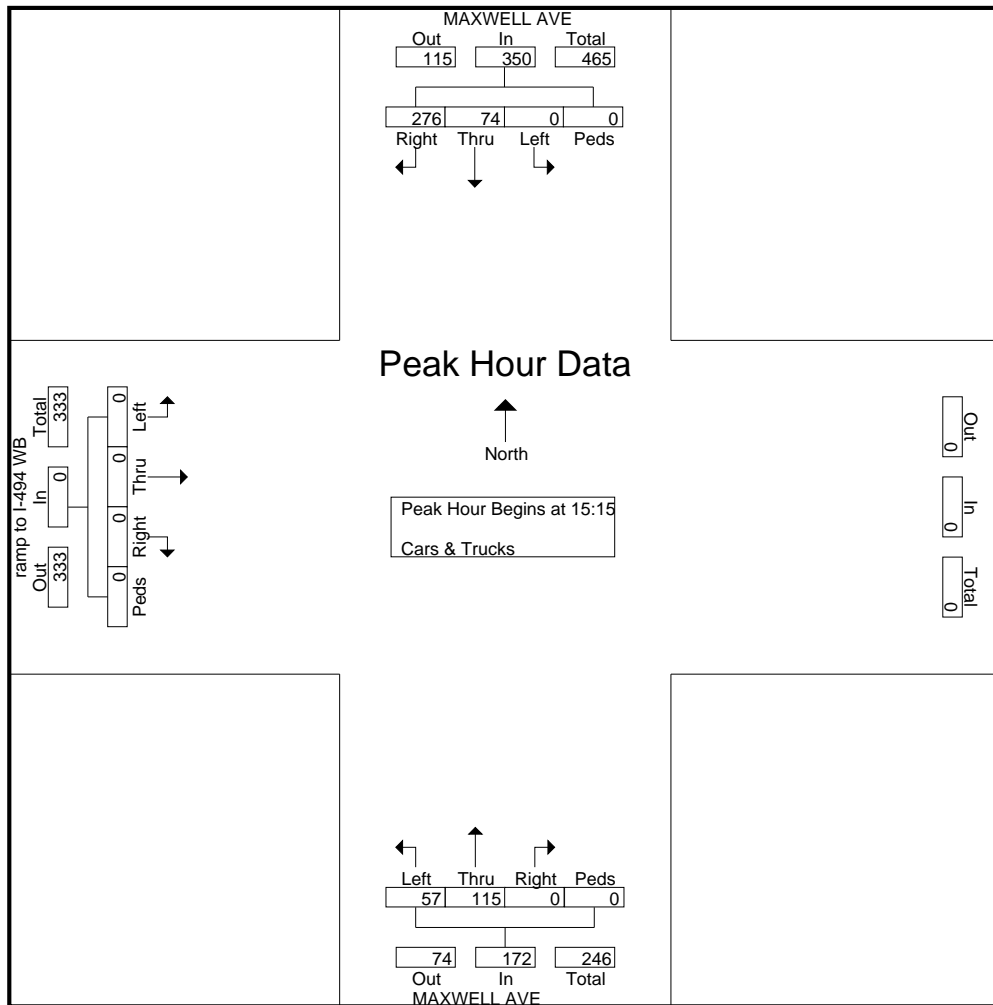 MAXWELL AVE
Out In Total
115 350 465
276 74 0 0
Right Thru Left Peds
Peak Hour Data
North
Peak Hour Begins at 15:15
Cars & Trucks
ramp to I-494 WB
Out In Total
333 0 333
0 0 0 0
Peds Right Thru Left
Out In Total
0 0 0
Left Thru Right Peds
57 115 0 0
74 172 246
Out In Total
MAXWELL AVE